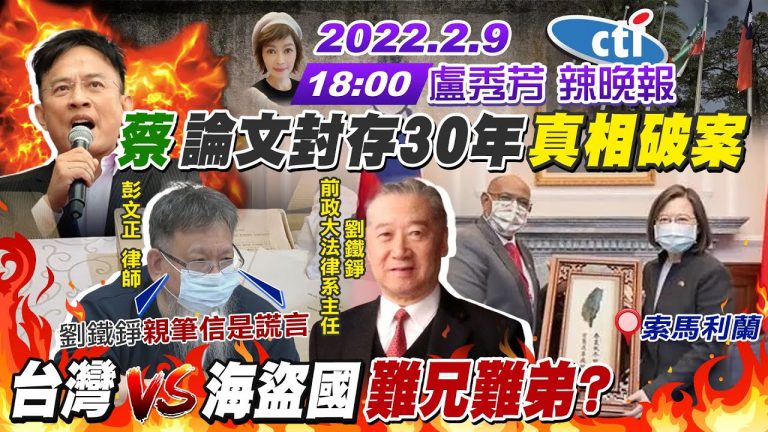 2022.2.9
cti
18:00 盧秀芳 辣晚報
蔡論文封存30年真相破案
彭文正 律師
前政大法律系主任
劉鐵錚
劉鐵錚親筆信是謊言
索馬利蘭
台灣VS海盜國難兄難弟?